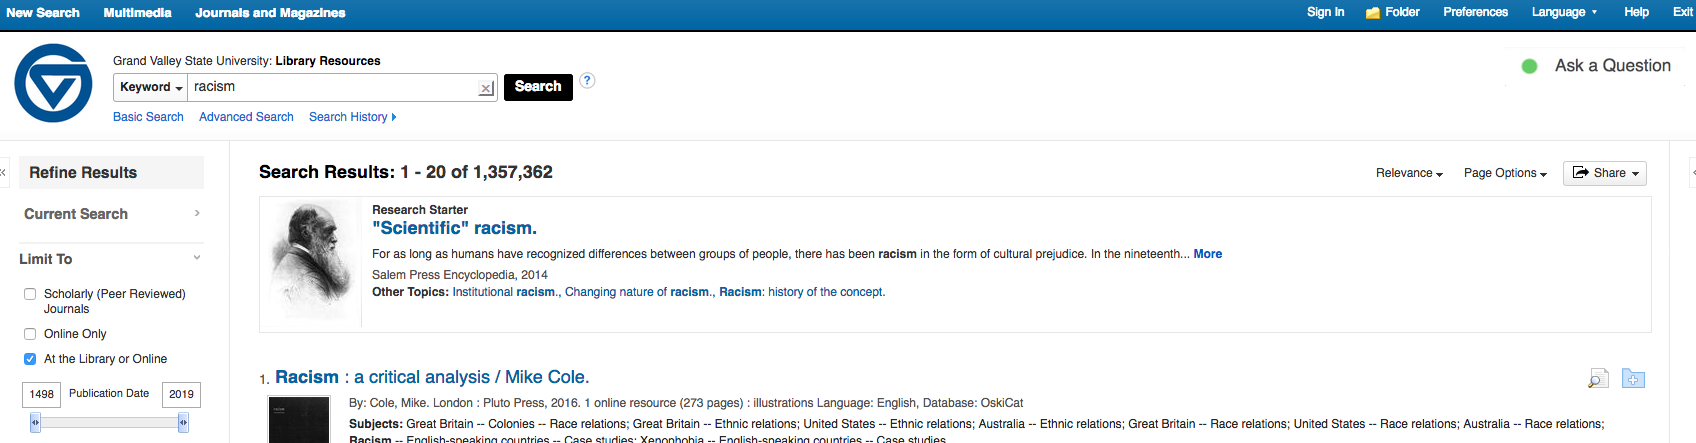 New Search Multimedia Journals and Magazines Sign In Folder Preferences Language Help Exit
Grand Valley State University: Library Resources
Keyword racism Search ?
Basic Search Advanced Search Search History
Ask a Question
Refine Results
Current Search
Limit To
Scholarly (Peer Reviewed)
Journals
Online Only
At the Library or Online
1498 Publication Date 2019
Search Results: 1 - 20 of 1,357,362
Relevance Page Options Share
Research Starter
"Scientific" racism.
For as long as humans have recognized differences between groups of people, there has been racism in the form of cultural prejudice. In the nineteenth... More
Salem Press Encyclopedia, 2014
Other Topics: Institutional racism., Changing nature of racism., Racism: history of the concept.
1. Racism : a critical analysis / Mike Cole.
By: Cole, Mike. London : Pluto Press, 2016. 1 online resource (273 pages) : illustrations Language: English, Database: OskiCat
Subjects: Great Britain -- Colonies -- Race relations; Great Britain -- Ethnic relations; United States -- Ethnic relations; Australia -- Ethnic relations; Great Britain -- Race relations; United States -- Race relations; Australia -- Race relations;
Racism -- English-speaking countries -- Case studies; Xenophobia -- English-speaking countries -- Case studies